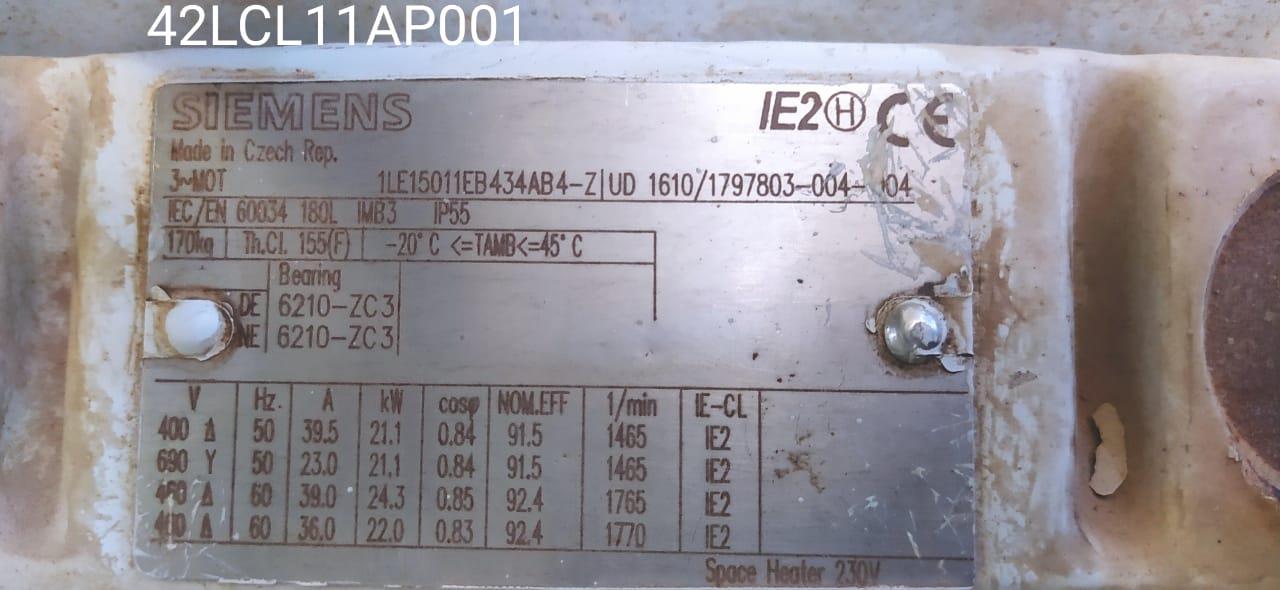 42LCL11AP001
SIEMENS
IE2 H CE
Made in Czech Rep.
3~MOT 1LE15011EB434AB4-Z UD 1610/1797803-004-
IEC/EN 60034 180L IMB3 IP55
170kg Th.Cl. 155(F) -20°C <=TAMB<=45°C
Bearing
DE 6210-ZC3
NE 6210-ZC3
V Hz. A kW cosφ NOM.EFF 1/min IE-CL
400 Δ 50 39.5 21.1 0.84 91.5 1465 IE2
690 Y 50 23.0 21.1 0.84 91.5 1465 IE2
460 Δ 60 39.0 24.3 0.85 92.4 1765 IE2
Δ 60 36.0 22.0 0.83 92.4 1770 IE2
Space Heater 230V